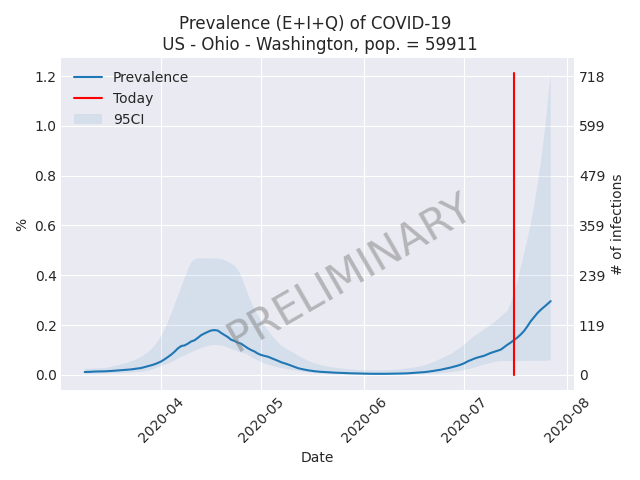 Prevalence (E+I+Q) of COVID-19
US - Ohio - Washington, pop. = 59911
Prevalence
Today
95CI
1.2
1.0
0.8
0.6
0.4
0.2
0.0
%
718
599
479
359
239
119
0
# of infections
PRELIMINARY
2020-04
2020-05
2020-06
2020-07
2020-08
Date